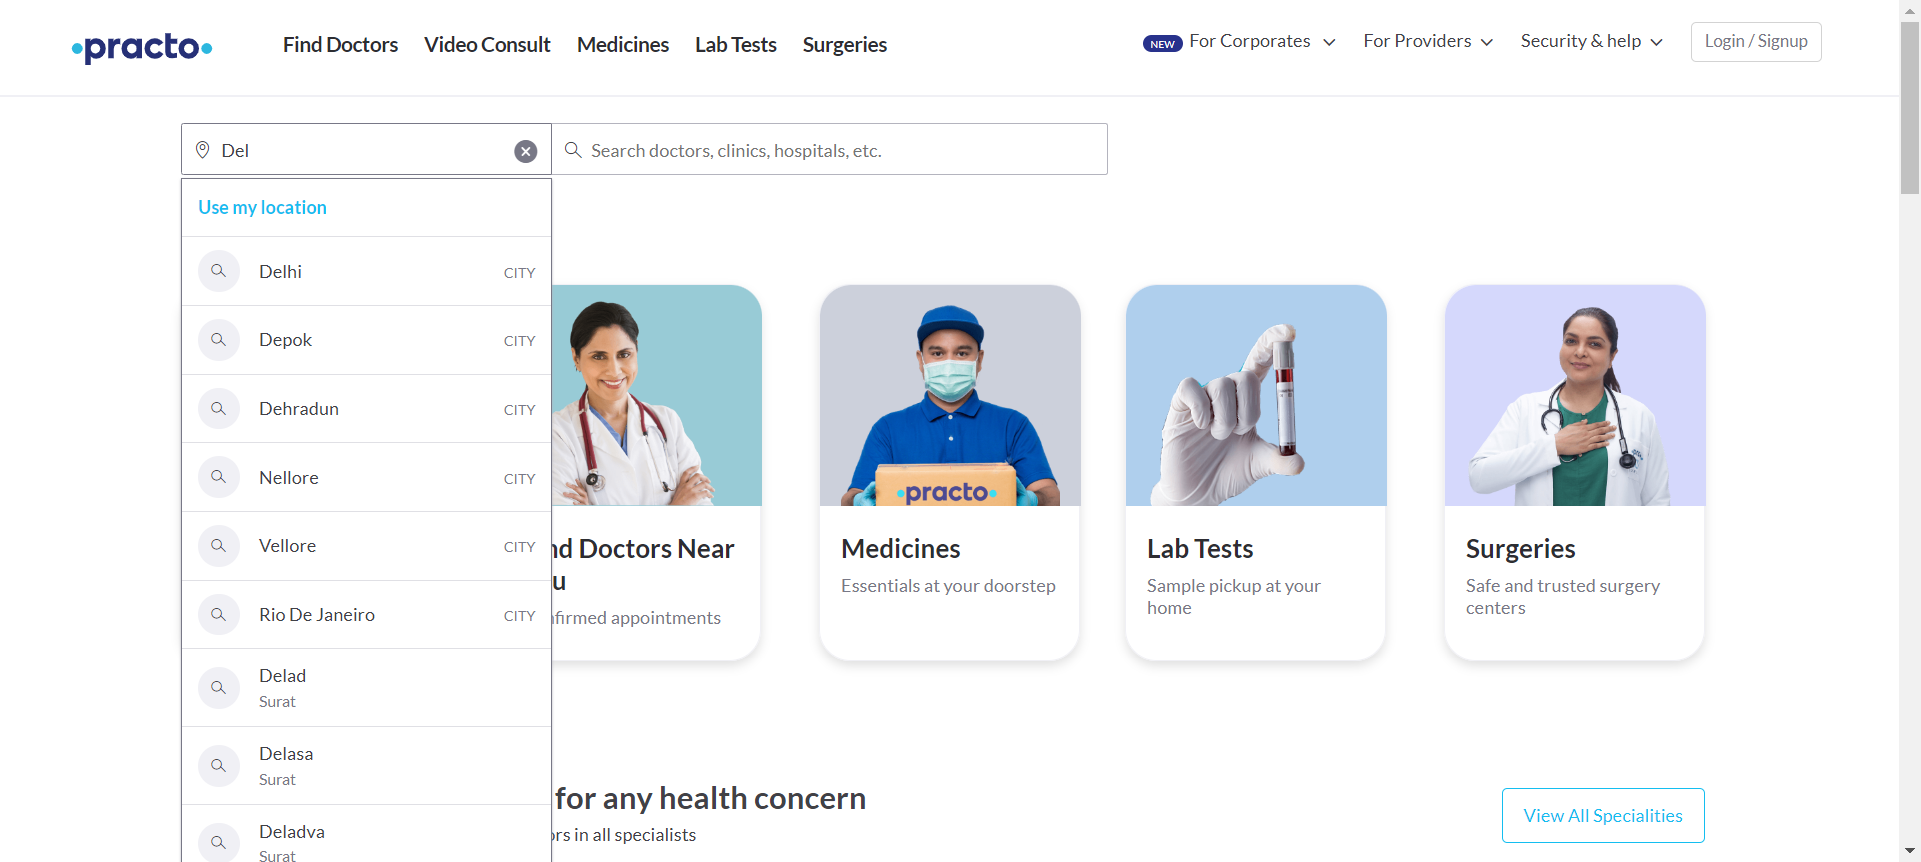 practo
Find Doctors
Video Consult
Medicines
Lab Tests
Surgeries
NEW
For Corporates
For Providers
Security & help
Login / Signup
Del
Search doctors, clinics, hospitals, etc.
Use my location
Delhi CITY
Depok CITY
Dehradun CITY
Nellore CITY
Vellore CITY
Rio De Janeiro CITY
Delad
Surat
Delasa
Surat
Deladva
Surat
nd Doctors Near
u
nfirmed appointments
practo
Medicines
Essentials at your doorstep
Lab Tests
Sample pickup at your
home
Surgeries
Safe and trusted surgery
centers
for any health concern
ors in all specialists
View All Specialities